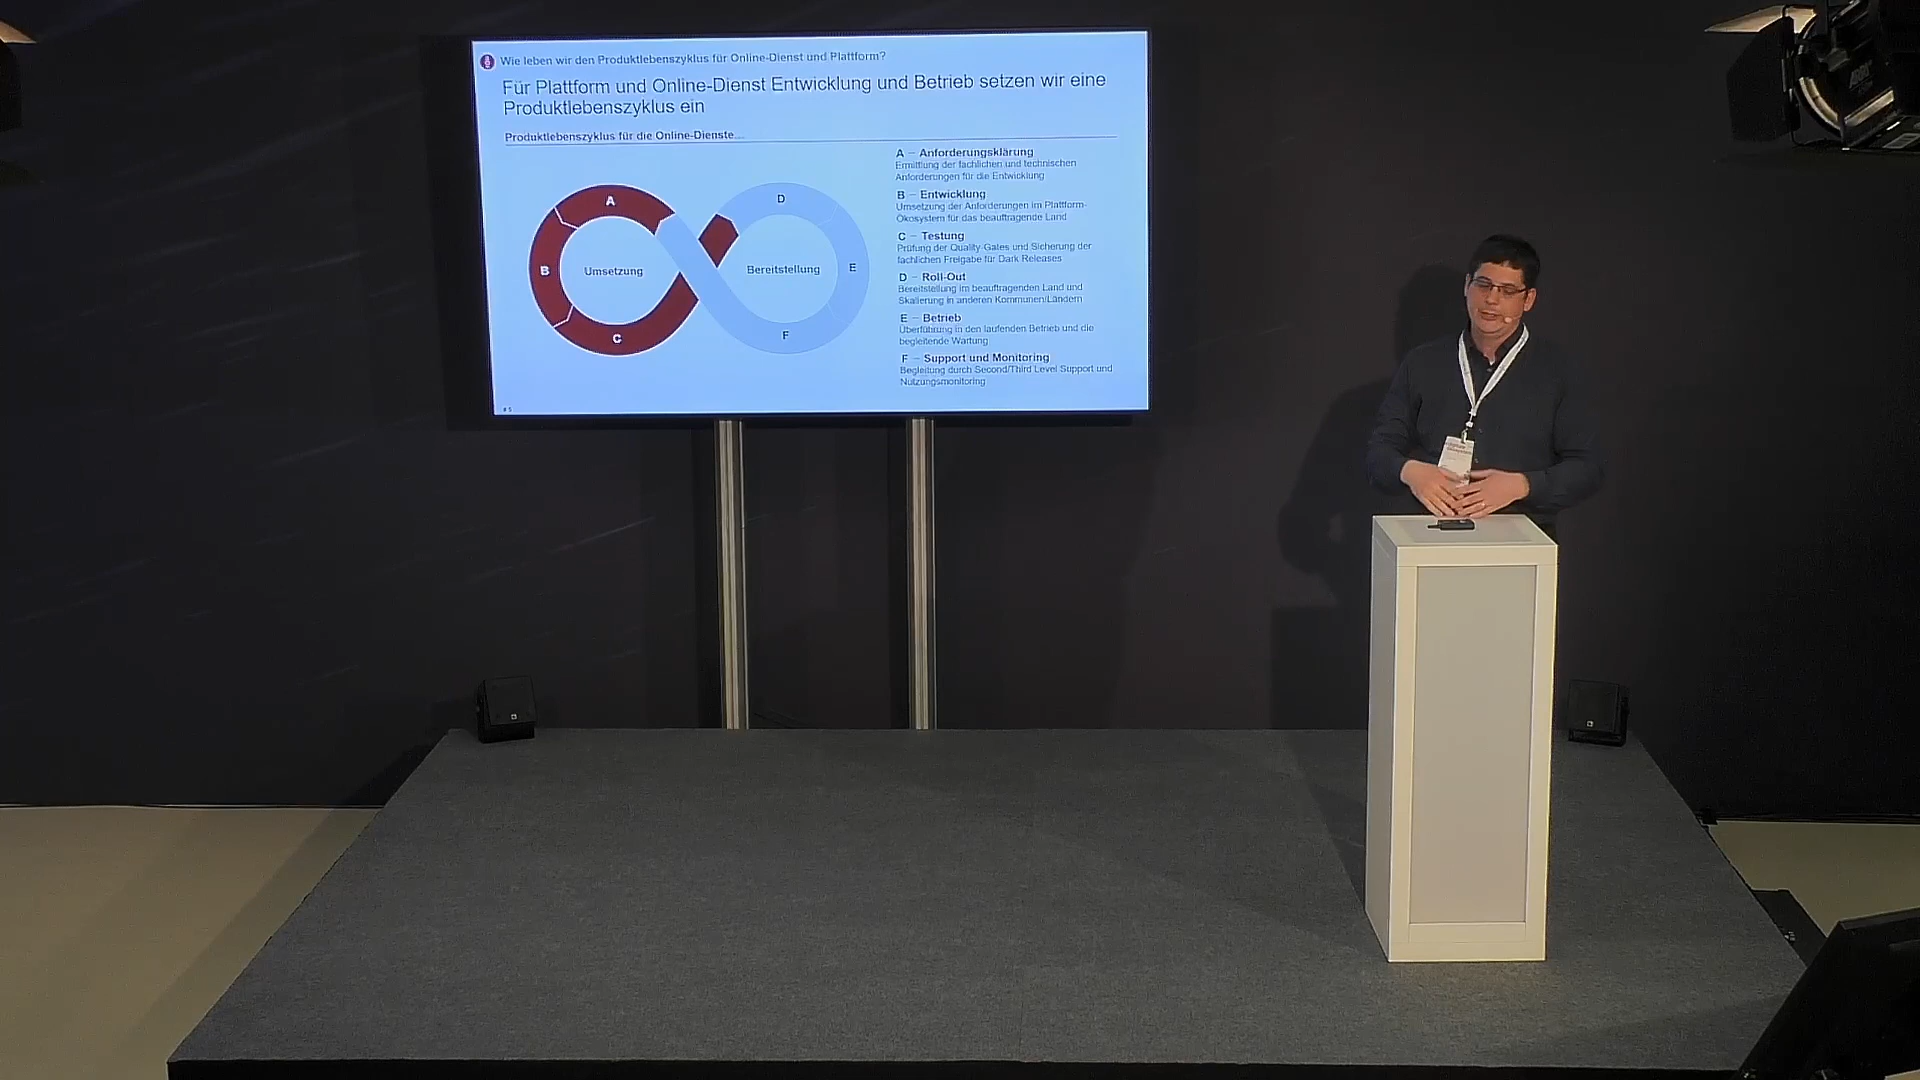 Wie leben wir den Produktlebenszyklus für Online-Dienst und Plattform?
Für Plattform und Online-Dienst Entwicklung und Betrieb setzen wir eine
Produktlebenszyklus ein
Produktlebenszyklus für die Online-Dienste...
A
B
C
Umsetzung
D
E
F
Bereitstellung
A – Anforderungsklärung
Ermittlung der fachlichen und technischen
Anforderungen für die Entwicklung
B – Entwicklung
Umsetzung der Anforderungen im Plattform-
Ökosystem für das beauftragende Land
C – Testung
Prüfung der Quality-Gates und Sicherung der
fachlichen Freigabe für Dark Releases
D – Roll-Out
Bereitstellung im beauftragenden Land und
Skalierung in anderen Kommunen/Ländern
E – Betrieb
Überführung in den laufenden Betrieb und die
begleitende Wartung
F – Support und Monitoring
Begleitung durch Second/Third Level Support und
Nutzungsmonitoring
# 5